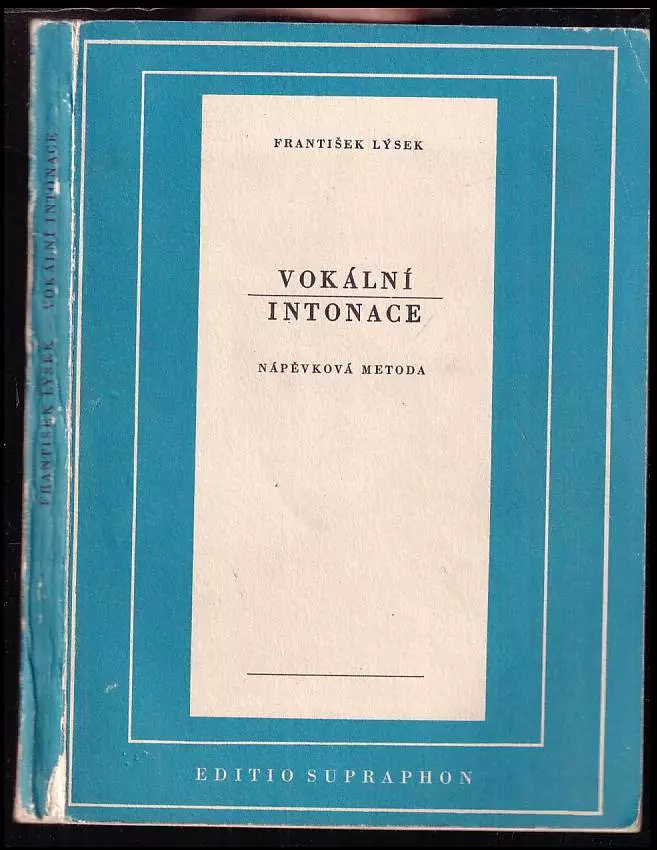 FRANTIŠEK LÝSEK
VOKÁLNÍ
INTONACE
NÁPĚVKOVÁ METODA
EDITIO SUPRAPHON
FRANTIŠEK LÝSEK VOKÁLNÍ INTONACE